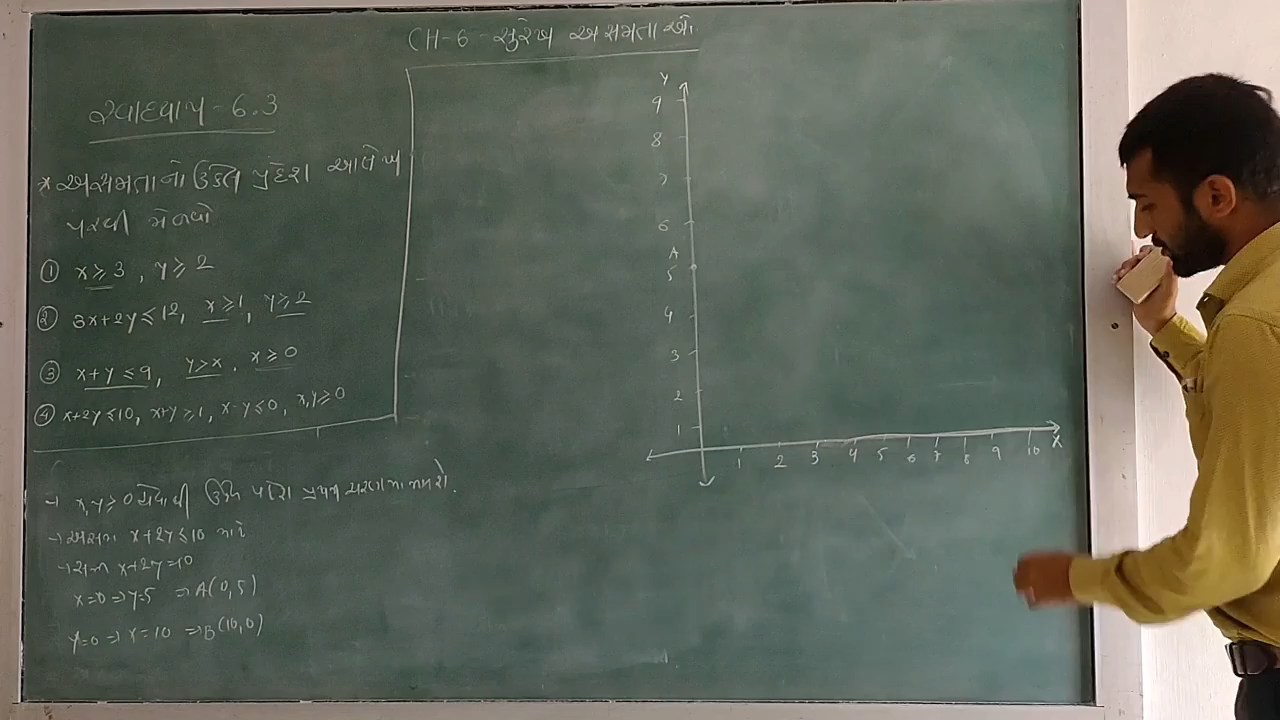 CH-6 - સુરેખ અસમતાઓ
સ્વાધ્યાય - 6.3
* અસમતાનો ઉકેલ પ્રદેશ આલેખ
પરથી મેળવો
① x ≥ 3 , y ≥ 2
② 3x+2y ≤ 12, x ≥ 1, y ≥ 2
③ x+y ≤ 9, y > x, x ≥ 0
④ x+2y ≤ 10, x+y ≥ 1, x-y ≤ 0, x,y ≥ 0
→ x,y ≥ 0 હોવાથી ઉકેલ પ્રદેશ પ્રથમ ચરણમાં મળશે.
→ અસમ x+2y ≤ 10 માટે
→ સમ x+2y=10
x=0 ⇒ y=5 ⇒ A(0,5)
y=0 ⇒ x=10 ⇒ B(10,0)
Y
9
8
7
6
A
5
4
3
2
1
1 2 3 4 5 6 7 8 9 10 X